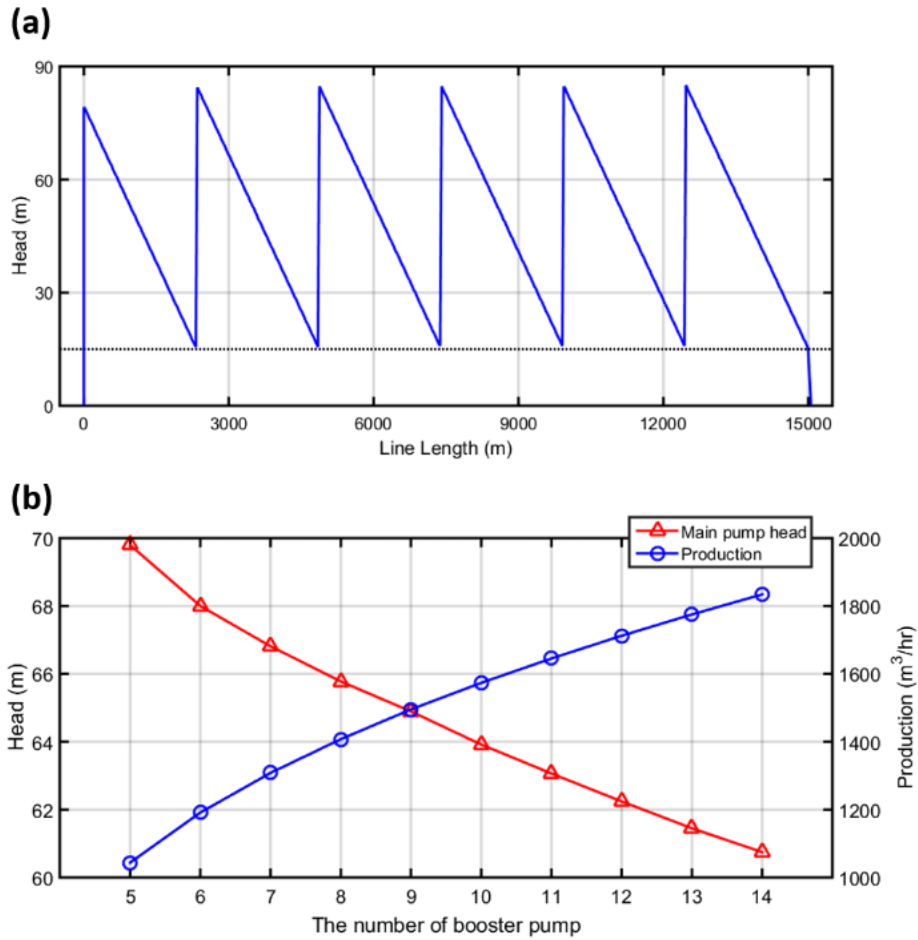 (a)
90
60
30
0
Head (m)
0 3000 6000 9000 12000 15000
Line Length (m)
(b)
Main pump head
Production
70
68
66
64
62
60
Head (m)
2000
1800
1600
1400
1200
1000
Production (m³/hr)
5 6 7 8 9 10 11 12 13 14
The number of booster pump